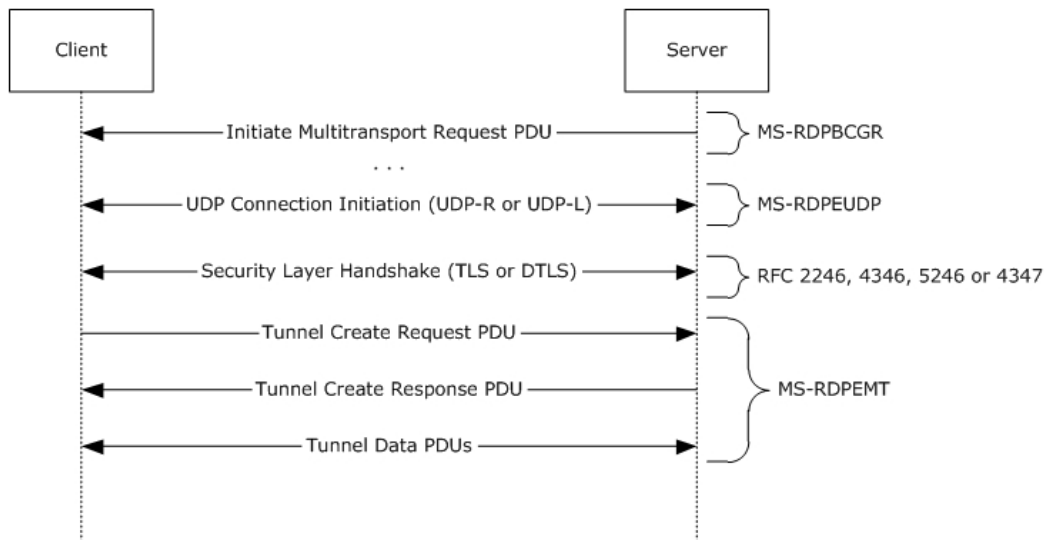 Client
Server
Initiate Multitransport Request PDU
MS-RDPBCGR
. . .
UDP Connection Initiation (UDP-R or UDP-L)
MS-RDPEUDP
Security Layer Handshake (TLS or DTLS)
RFC 2246, 4346, 5246 or 4347
Tunnel Create Request PDU
Tunnel Create Response PDU
MS-RDPEMT
Tunnel Data PDUs